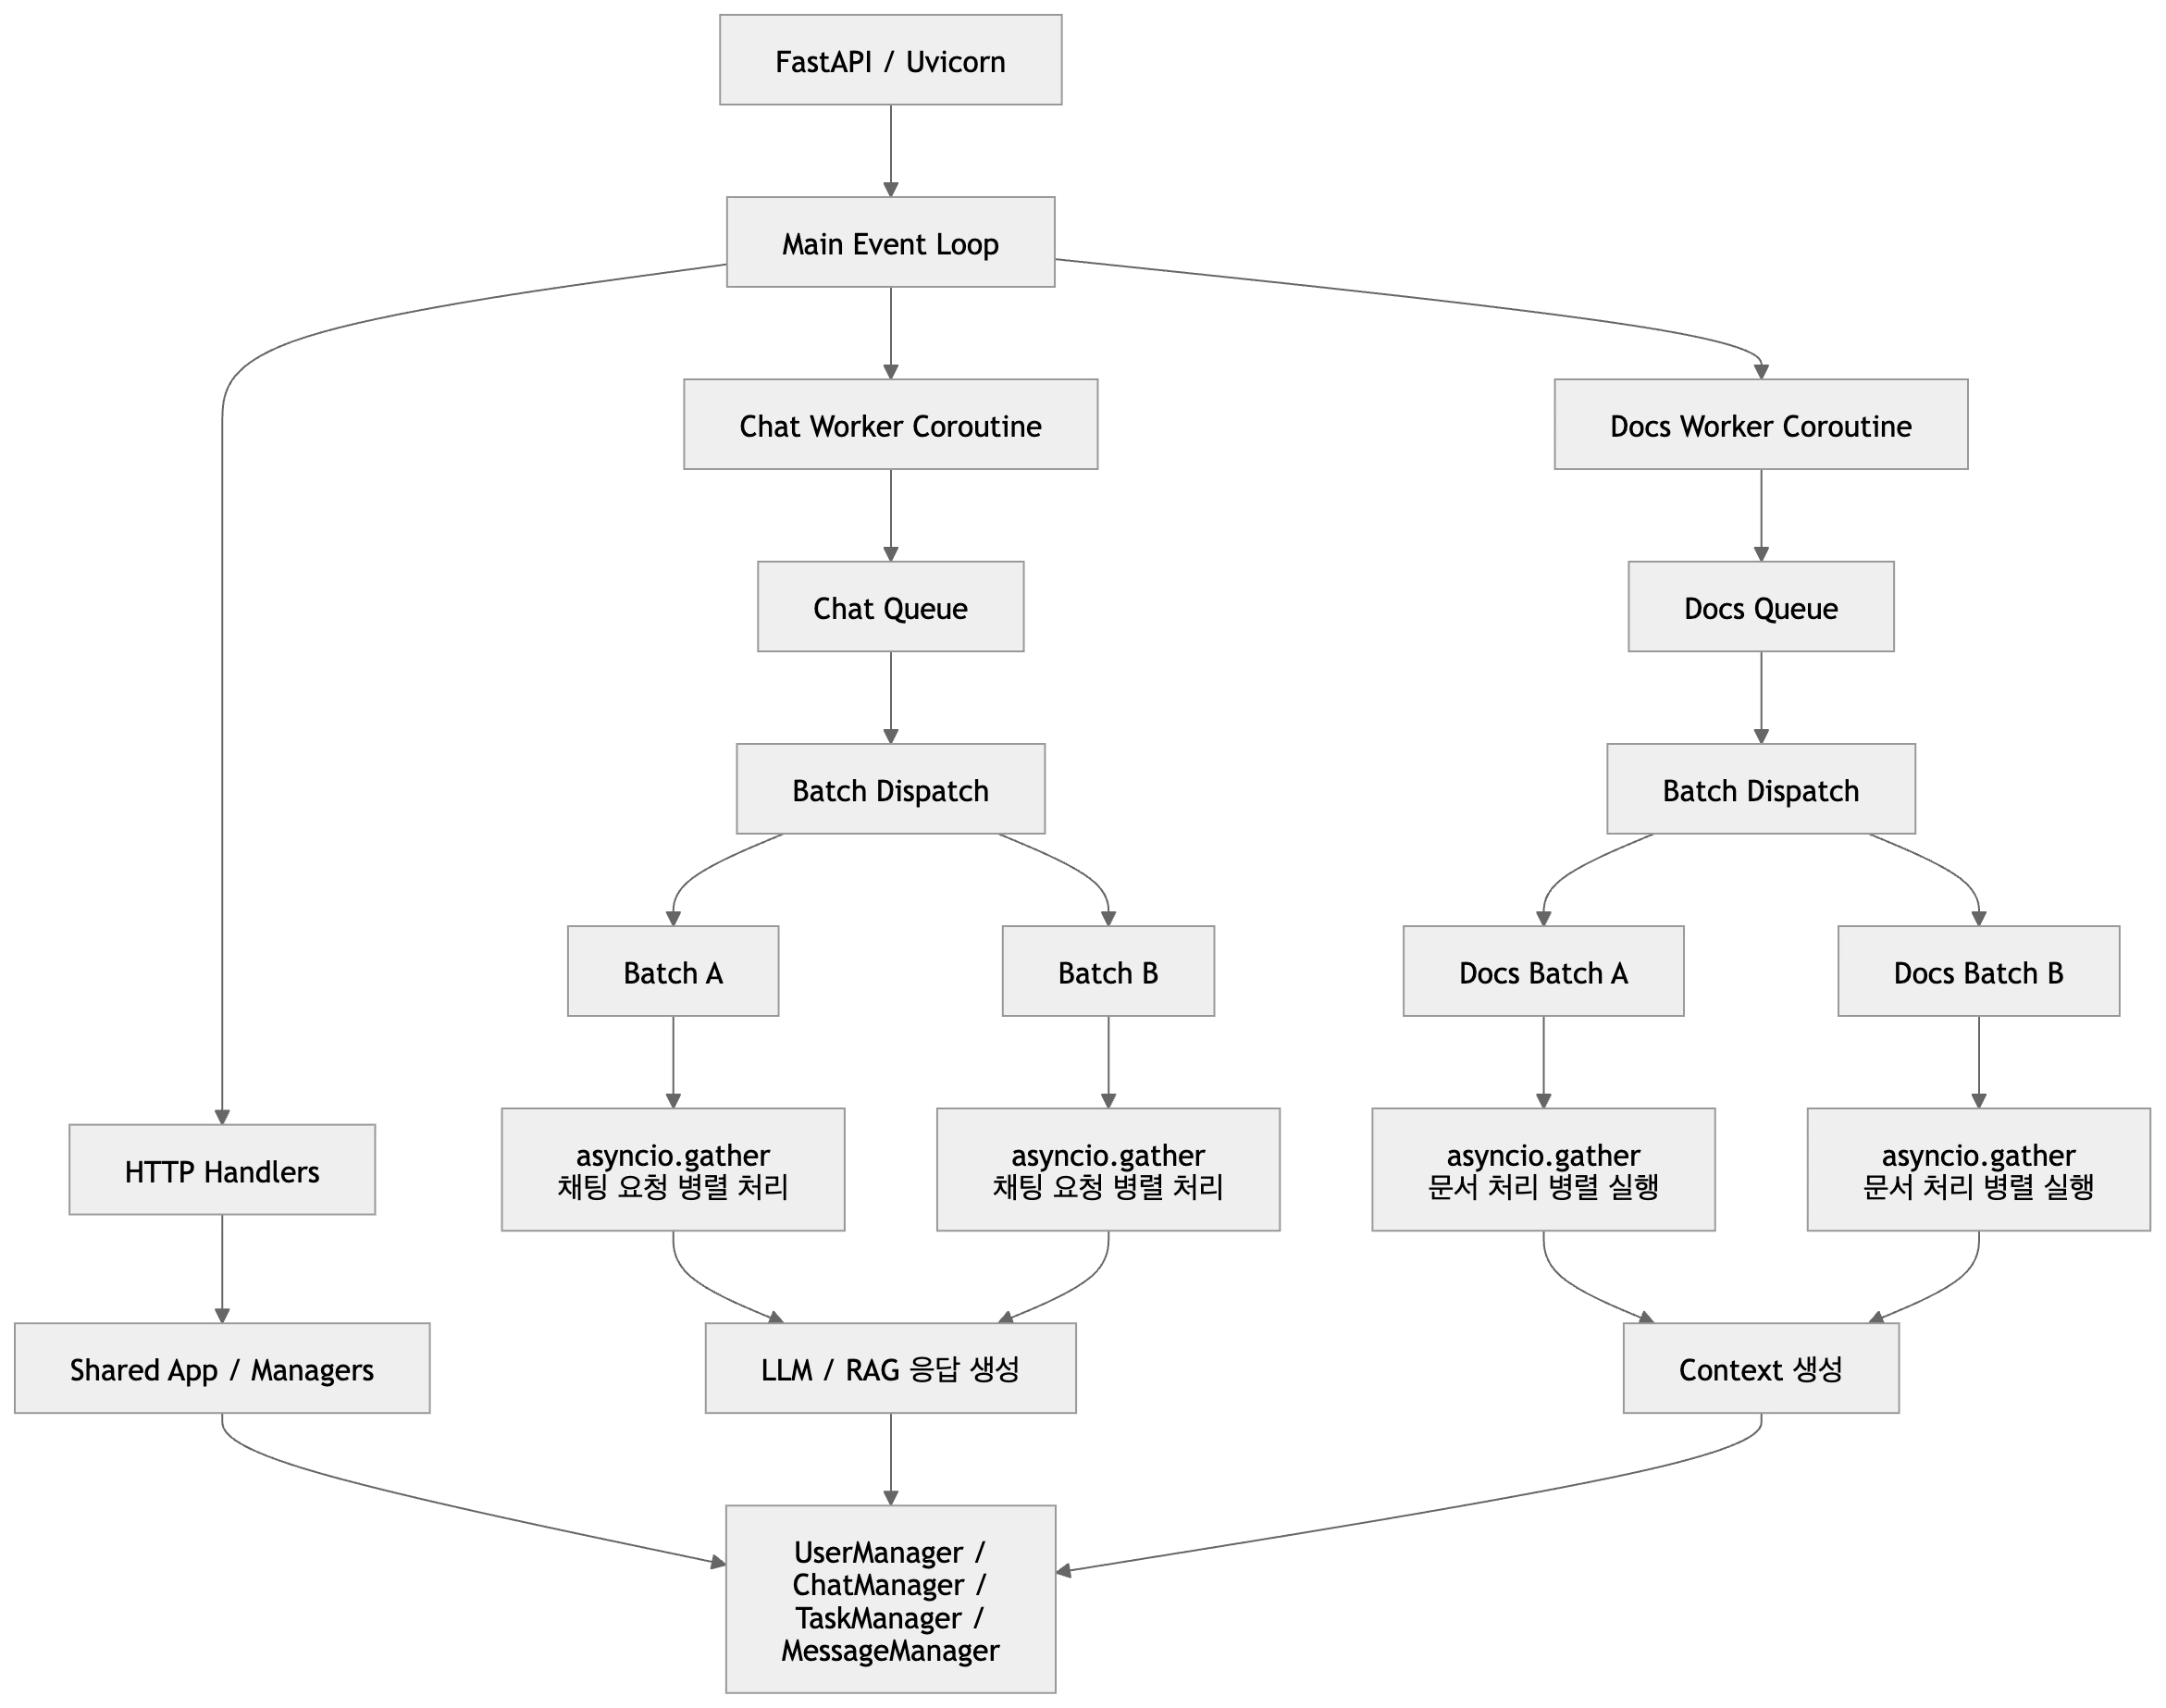 FastAPI / Uvicorn
Main Event Loop
Chat Worker Coroutine
Docs Worker Coroutine
Chat Queue
Docs Queue
Batch Dispatch
Batch Dispatch
Batch A
Batch B
Docs Batch A
Docs Batch B
HTTP Handlers
asyncio.gather
채팅 요청 병렬 처리
asyncio.gather
채팅 요청 병렬 처리
asyncio.gather
문서 처리 병렬 실행
asyncio.gather
문서 처리 병렬 실행
Shared App / Managers
LLM / RAG 응답 생성
Context 생성
UserManager /
ChatManager /
TaskManager /
MessageManager